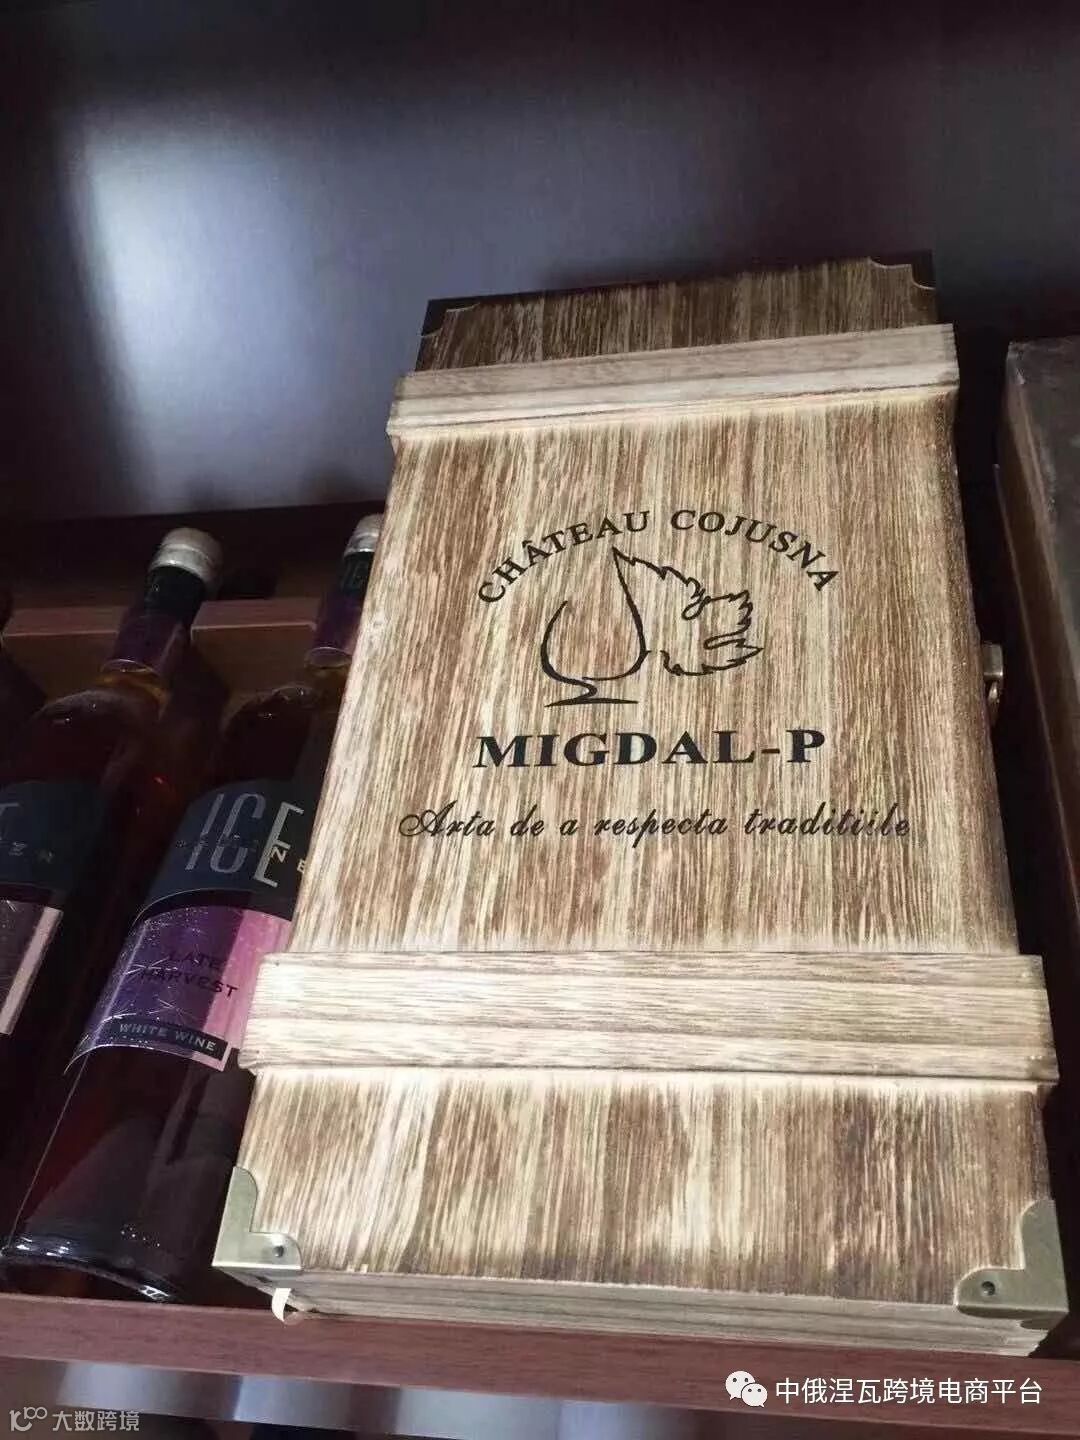 CHÂTEAU COJUSNA
MIGDAL-P
Arta de a respecta traditiile
ICE
LATE
HARVEST
WHITE WINE
中俄涅瓦跨境电商平台
大数跨境